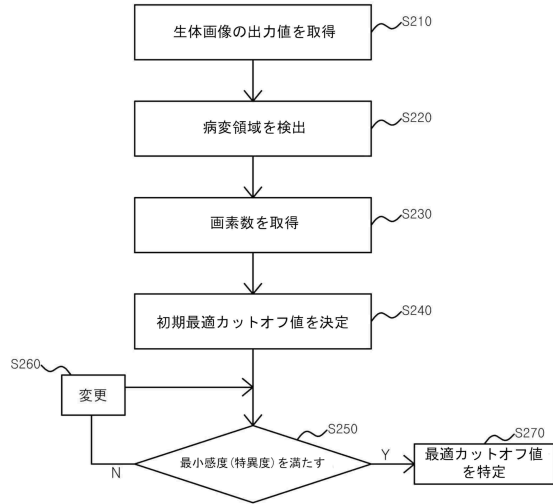 生体画像の出力値を取得
S210
病変領域を検出
S220
画素数を取得
S230
初期最適カットオフ値を決定
S240
S260
変更
S250
最小感度(特異度)を満たす
N
Y
S270
最適カットオフ値
を特定